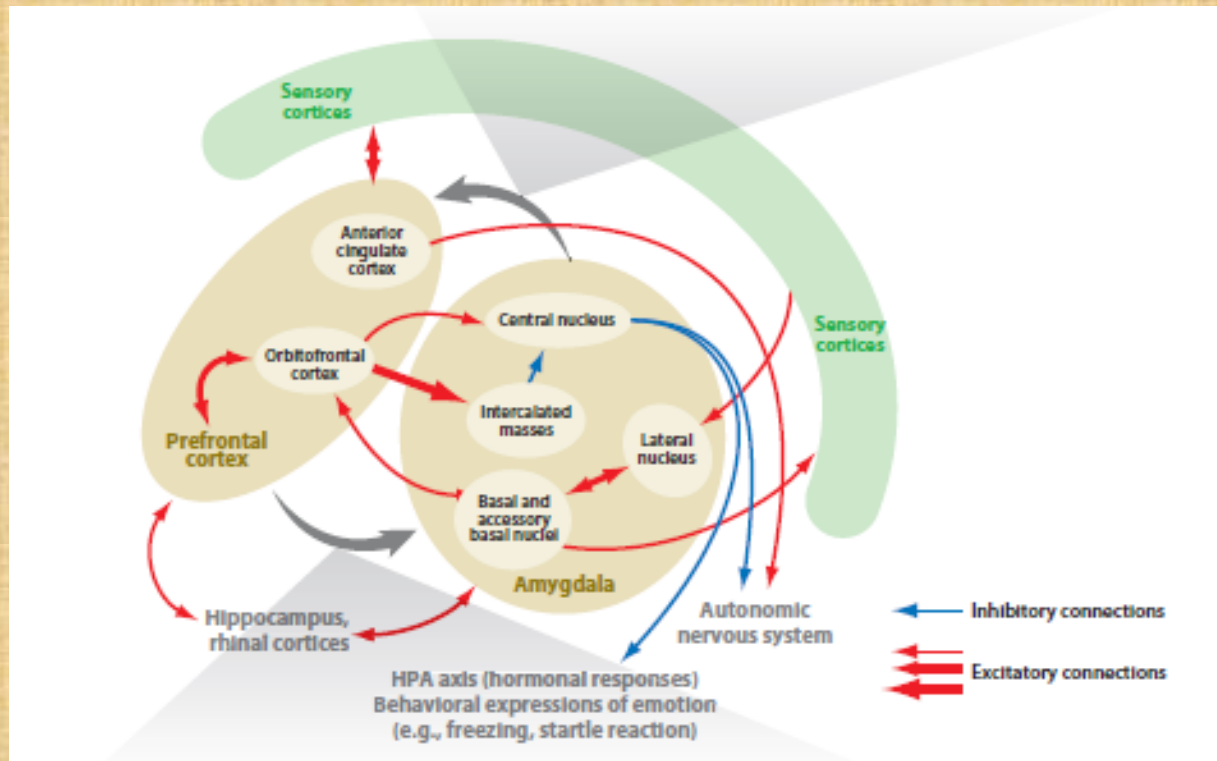 Sensory
cortices
Anterior
cingulate
cortex
Central nucleus
Sensory
cortices
Orbitofrontal
cortex
Intercalated
masses
Lateral
nucleus
Prefrontal
cortex
Basal and
accessory
basal nuclei
Amygdala
Hippocampus,
rhinal cortices
Autonomic
nervous system
Inhibitory connections
Excitatory connections
HPA axis (hormonal responses)
Behavioral expressions of emotion
(e.g., freezing, startle reaction)